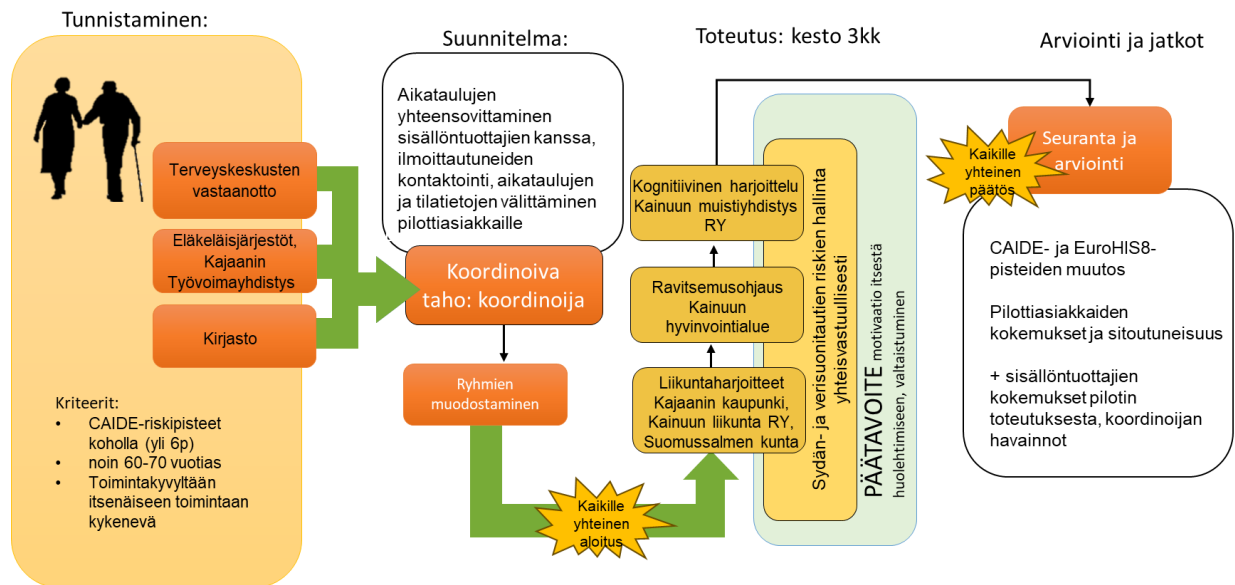 Tunnistaminen:
Terveyskeskusten
vastaanotto
Eläkeläisjärjestöt,
Kajaanin
Työvoimayhdistys
Kirjasto
Kriteerit:
• CAIDE-riskipisteet
koholla (yli 6p)
• noin 60-70 vuotias
• Toimintakyvyltään
itsenäiseen toimintaan
kykenevä
Suunnitelma:
Aikataulujen
yhteensovittaminen
sisällöntuottajien kanssa,
ilmoittautuneiden
kontaktointi, aikataulujen
ja tilatietojen välittäminen
pilottiasiakkaille
Koordinoiva
taho: koordinoija
Ryhmien
muodostaminen
Kaikille
yhteinen
aloitus
Toteutus: kesto 3kk
Kognitiivinen harjoittelu
Kainuun muistiyhdistys
RY
Ravitsemusohjaus
Kainuun
hyvinvointialue
Liikuntaharjoitteet
Kajaanin kaupunki,
Kainuun liikunta RY,
Suomussalmen kunta
Sydän- ja verisuonitautien riskien hallinta
yhteisvastuullisesti
PÄÄTAVOITE motivaatio itsestä
huolehtimiseen, valtaistuminen
Arviointi ja jatkot
Kaikille
yhteinen
päätös
Seuranta ja
arviointi
CAIDE- ja EuroHIS8-
pisteiden muutos
Pilottiasiakkaiden
kokemukset ja sitoutuneisuus
+ sisällöntuottajien
kokemukset pilotin
toteutuksesta, koordinoijan
havainnot